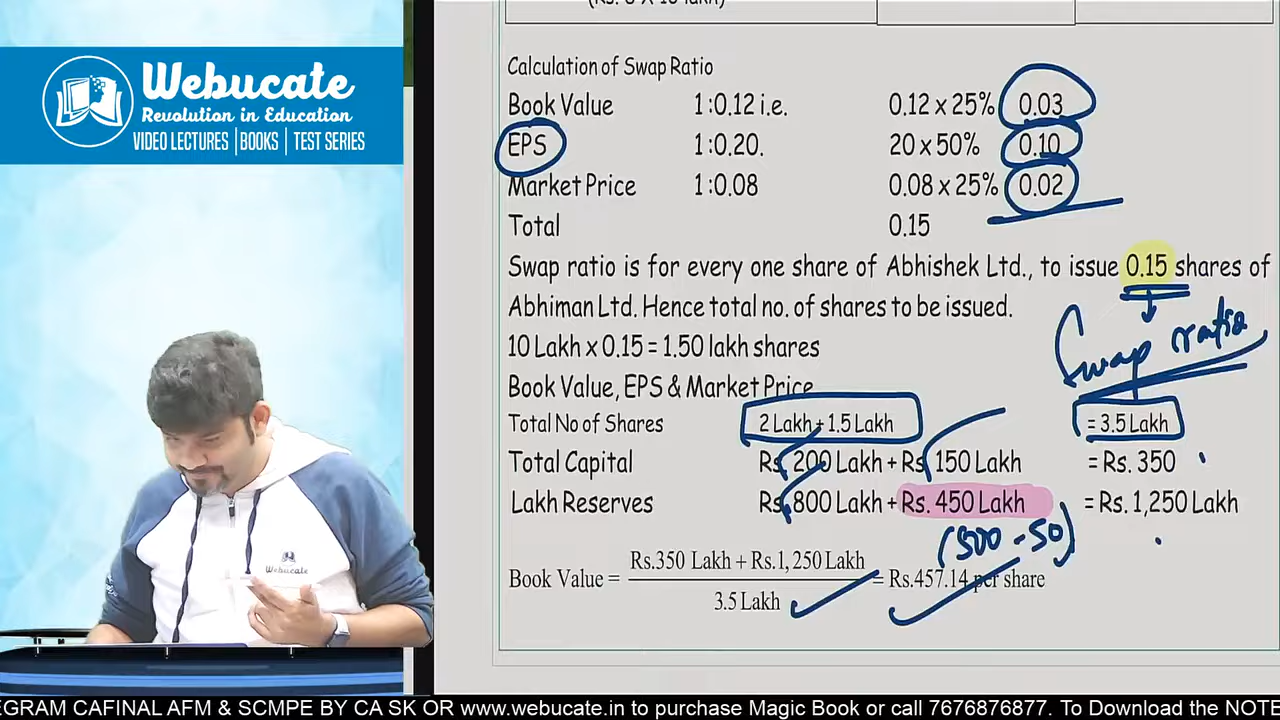 (Rs. 8 X 10 lakh)
Webucate
Revolution in Education
VIDEO LECTURES | BOOKS | TEST SERIES
Calculation of Swap Ratio
Book Value 1:0.12 i.e. 0.12 x 25% 0.03
EPS 1:0.20. 20 x 50% 0.10
Market Price 1:0.08 0.08 x 25% 0.02
Total 0.15
Swap ratio is for every one share of Abhishek Ltd., to issue 0.15 shares of
Abhiman Ltd. Hence total no. of shares to be issued.
Swap ratio
10 Lakh x 0.15 = 1.50 lakh shares
Book Value, EPS & Market Price
Total No of Shares 2 Lakh + 1.5 Lakh = 3.5 Lakh
Total Capital Rs. 200 Lakh + Rs. 150 Lakh = Rs. 350
Lakh Reserves Rs. 800 Lakh + Rs. 450 Lakh = Rs. 1,250 Lakh
(500 - 50)
Book Value = Rs.350 Lakh + Rs.1,250 Lakh / 3.5 Lakh = Rs.457.14 per share
Webucate
EGRAM CAFINAL AFM & SCMPE BY CA SK OR www.webucate.in to purchase Magic Book or call 7676876877. To Download the NOTE